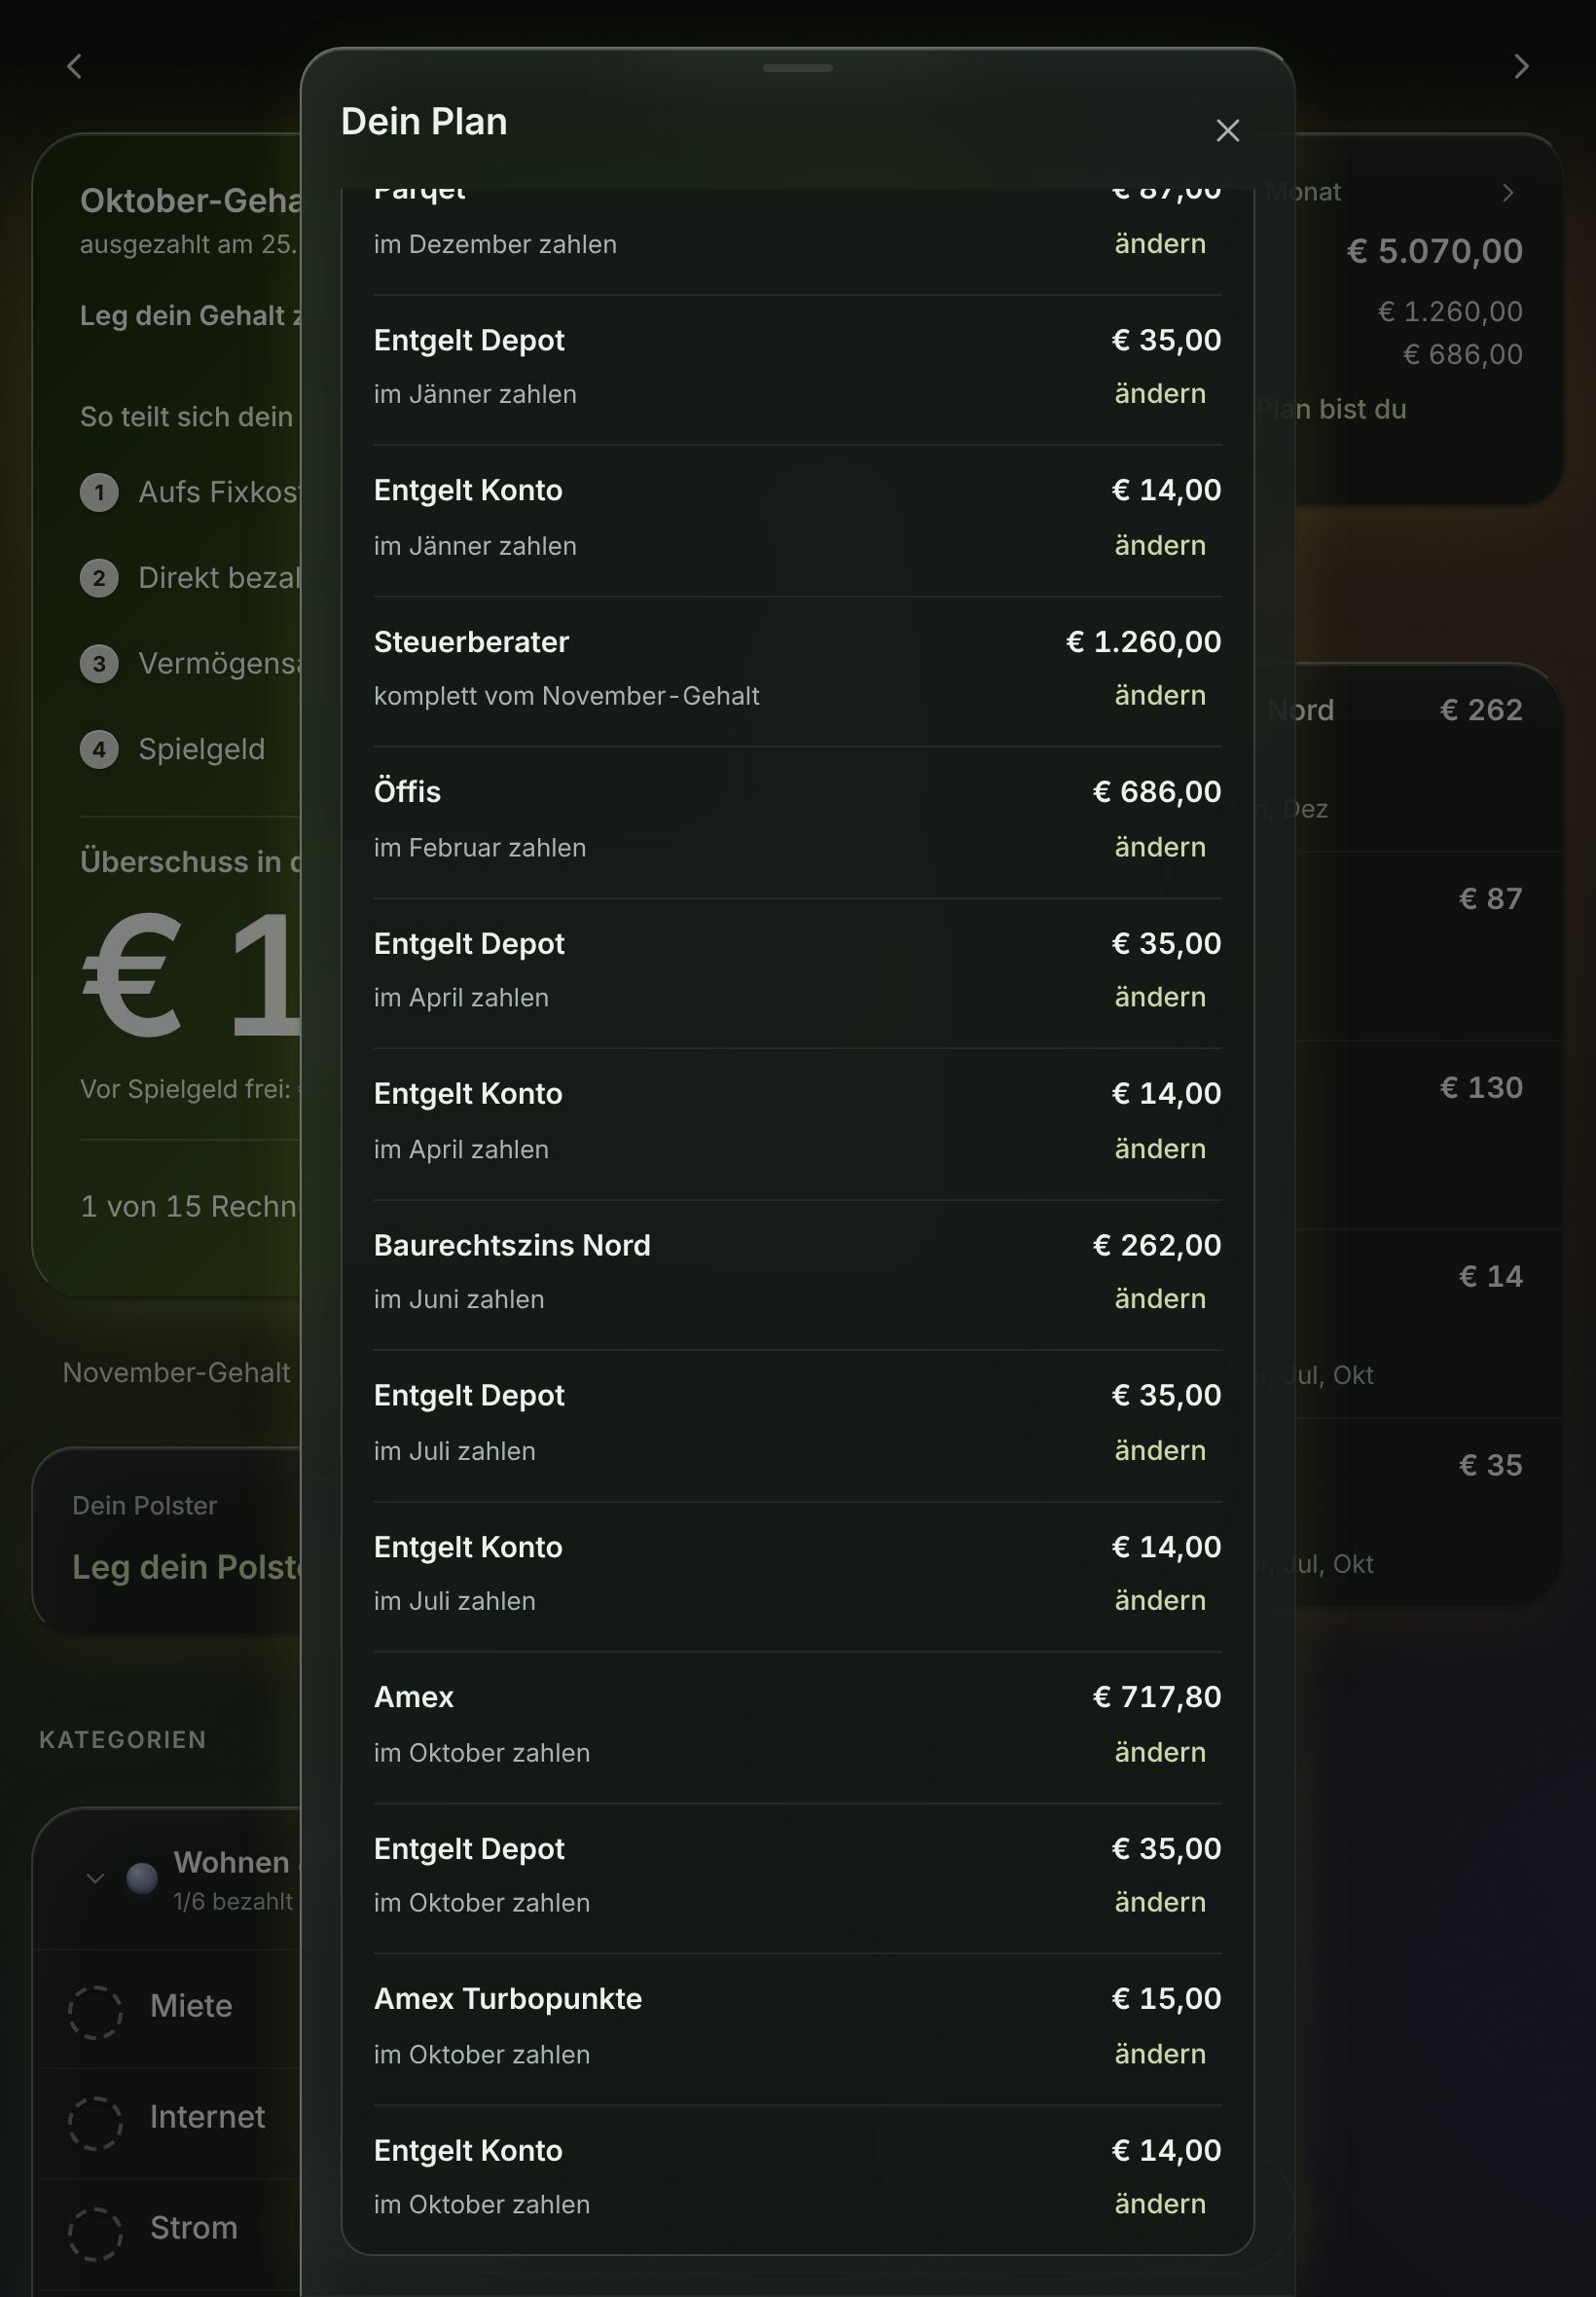 Dein Plan
Parqet € 87,00
im Dezember zahlen ändern
Entgelt Depot € 35,00
im Jänner zahlen ändern
Entgelt Konto € 14,00
im Jänner zahlen ändern
Steuerberater € 1.260,00
komplett vom November-Gehalt ändern
Öffis € 686,00
im Februar zahlen ändern
Entgelt Depot € 35,00
im April zahlen ändern
Entgelt Konto € 14,00
im April zahlen ändern
Baurechtszins Nord € 262,00
im Juni zahlen ändern
Entgelt Depot € 35,00
im Juli zahlen ändern
Entgelt Konto € 14,00
im Juli zahlen ändern
Amex € 717,80
im Oktober zahlen ändern
Entgelt Depot € 35,00
im Oktober zahlen ändern
Amex Turbopunkte € 15,00
im Oktober zahlen ändern
Entgelt Konto € 14,00
im Oktober zahlen ändern
Oktober-Geha
ausgezahlt am 25.
Leg dein Gehalt
So teilt sich dein
1 Aufs Fixkos
2 Direkt beza
3 Vermögens
4 Spielgeld
Überschuss in
€ 1
Vor Spielgeld frei:
1 von 15 Rechn
November-Gehalt
Dein Polster
Leg dein Polst
KATEGORIEN
Wohnen
1/6 bezahlt
Miete
Internet
Strom
Monat
€ 5.070,00
€ 1.260,00
€ 686,00
Plan bist du
Nord € 262
Dez
€ 87
€ 130
€ 14
Jul, Okt
€ 35
Jul, Okt